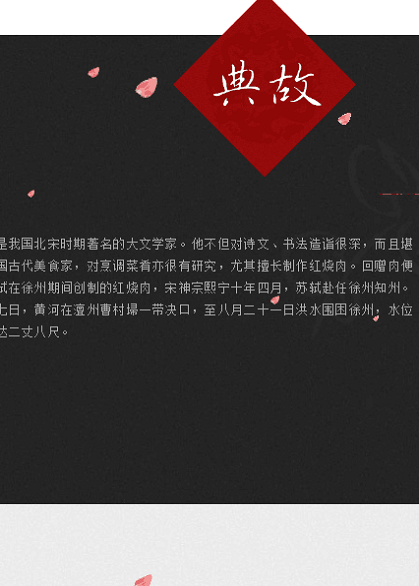 典故
是我国北宋时期著名的大文学家。他不但对诗文、书法造诣很深，而且堪
国古代美食家，对烹调菜肴亦很有研究，尤其擅长制作红烧肉。回赠肉便
轼在徐州期间创制的红烧肉，宋神宗熙宁十年四月，苏轼赴任徐州知州。
七日，黄河在澶州曹村埽一带决口，至八月二十一日洪水围困徐州，水位
达二丈八尺。